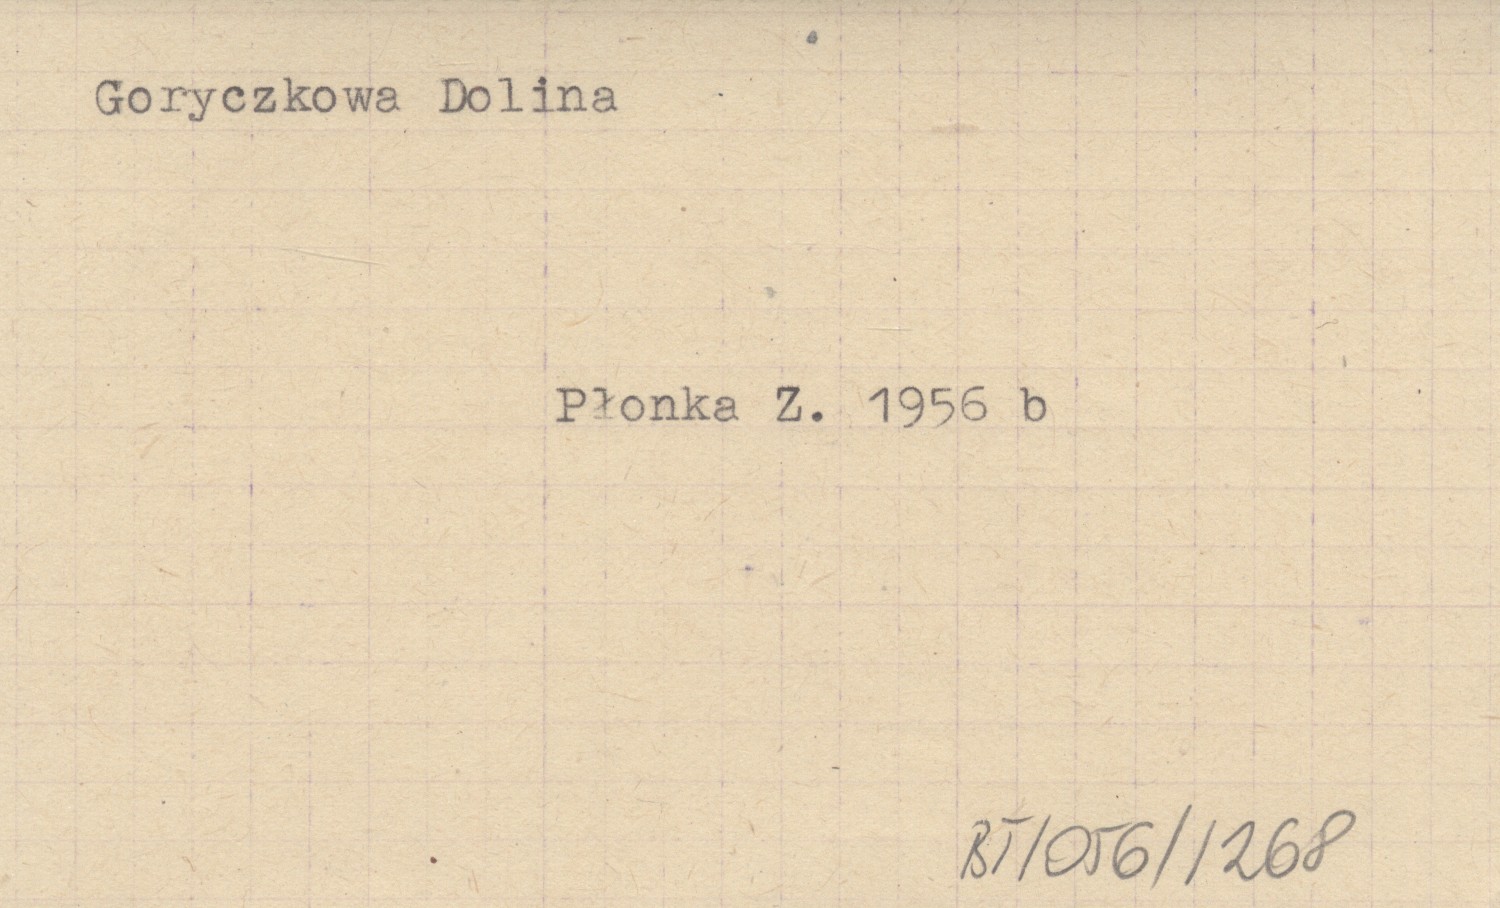 Goryczkowa Dolina
Płonka Z. 1956 b
BT/056/1268